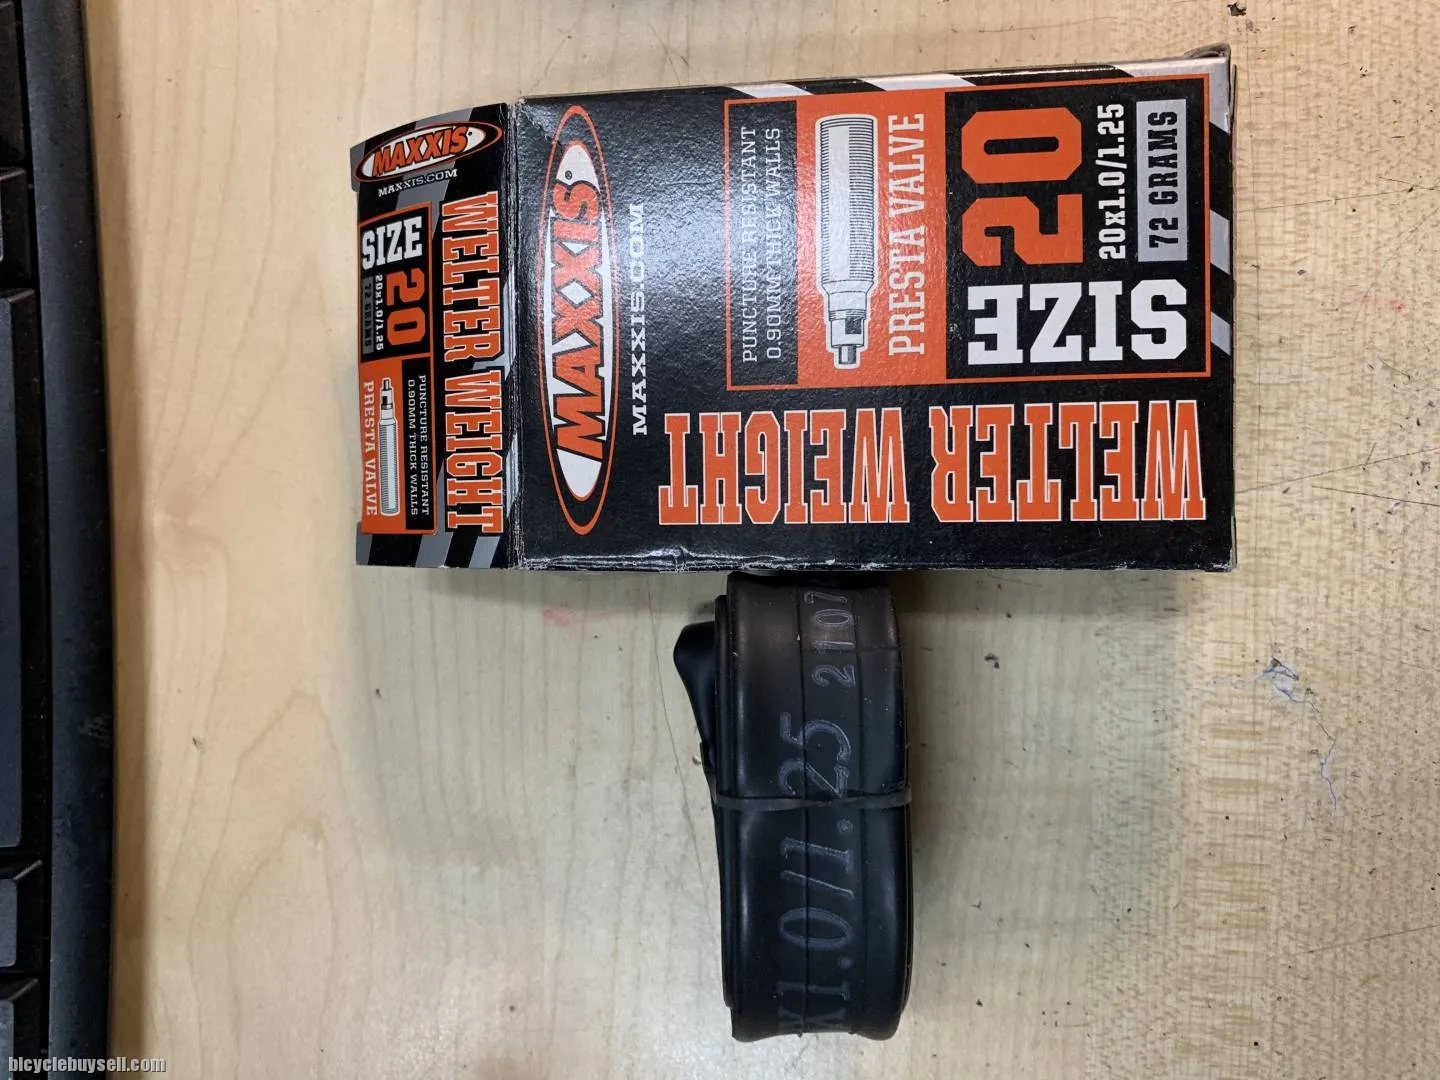 MAXXIS
MAXXIS.COM
SIZE
20
20x1.0/1.25
72 GRAMS
PUNCTURE RESISTANT
0.90MM THICK WALLS
PRESTA VALVE
WELTER WEIGHT
MAXXIS®
MAXXIS.COM
PUNCTURE RESISTANT
0.90MM THICK WALLS
PRESTA VALVE
SIZE
20
20x1.0/1.25
72 GRAMS
WELTER WEIGHT
X1.0/1.25 2107
bicyclebuysell.com